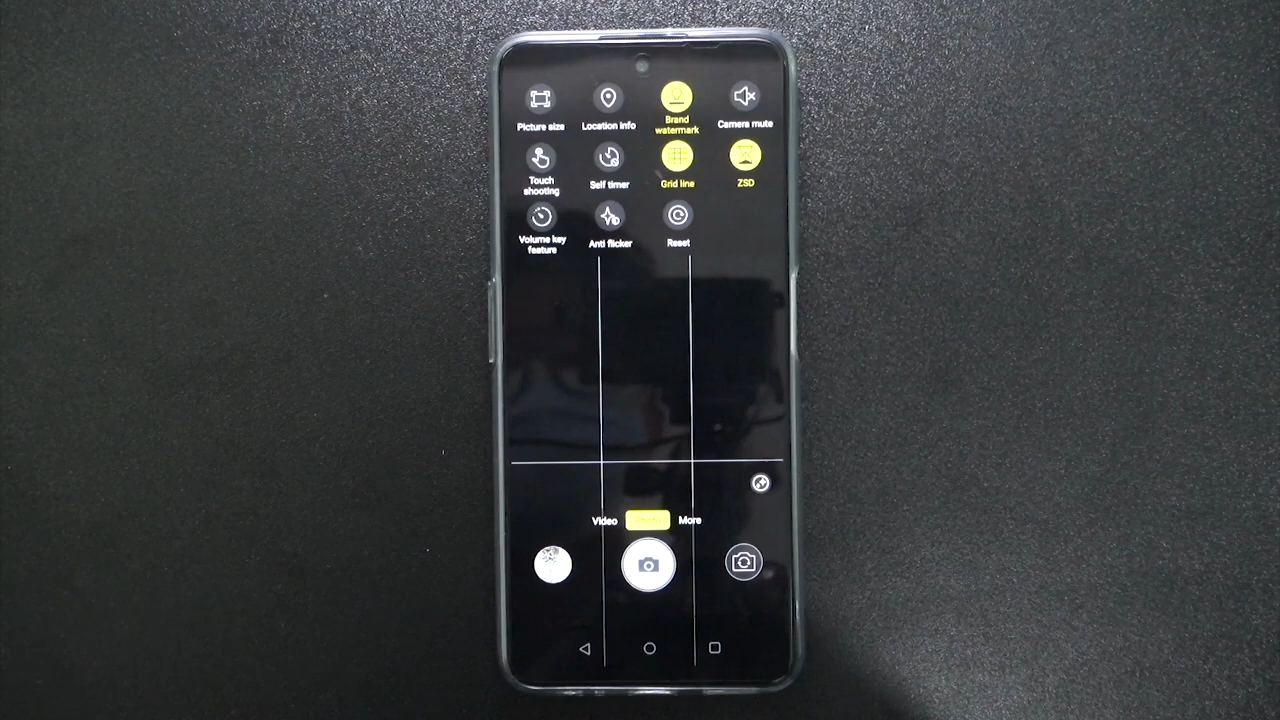 Picture size
Location info
Brand
watermark
Camera mute
Touch
shooting
Self timer
Grid line
ZSD
Volume key
feature
Anti flicker
Reset
Video
More